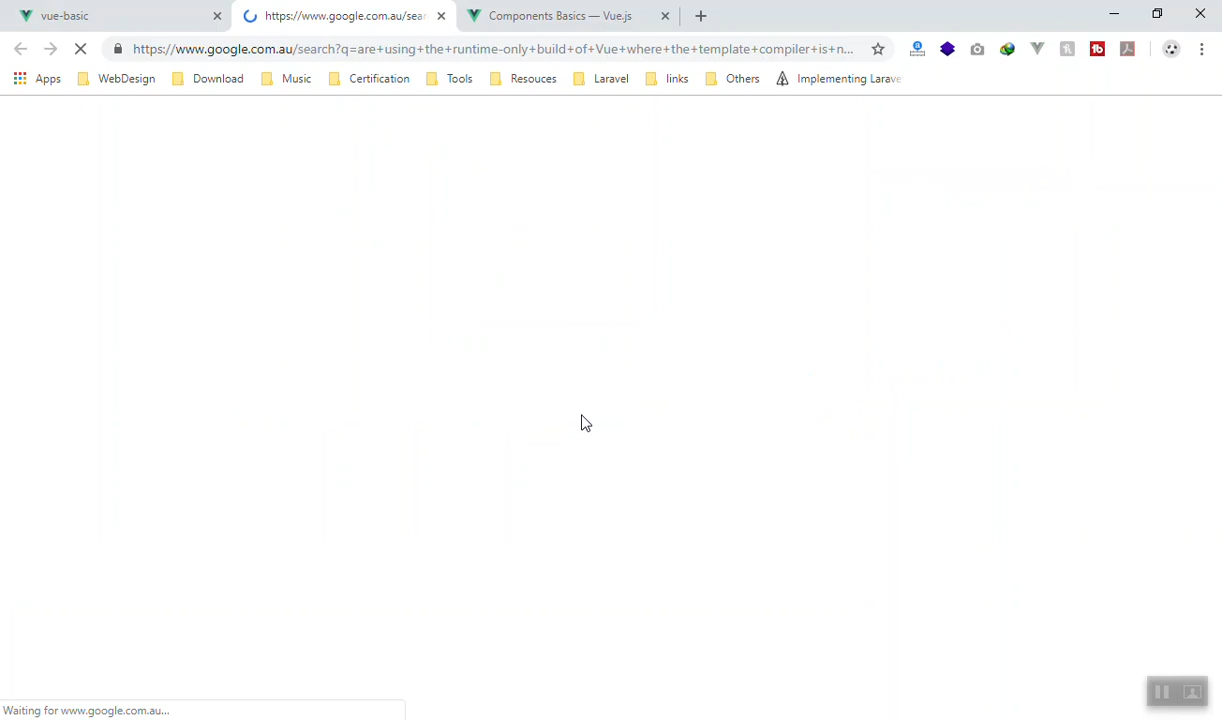 vue-basic
https://www.google.com.au/sear
Components Basics — Vue.js
https://www.google.com.au/search?q=are+using+the+runtime-only+build+of+Vue+where+the+template+compiler+is+n...
Apps
WebDesign
Download
Music
Certification
Tools
Resouces
Laravel
links
Others
Implementing Larave
Waiting for www.google.com.au...